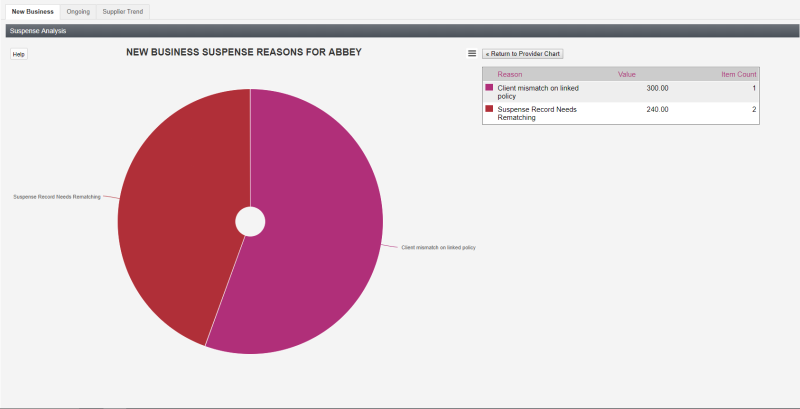 New Business
Ongoing
Supplier Trend
Suspense Analysis
Help
NEW BUSINESS SUSPENSE REASONS FOR ABBEY
« Return to Provider Chart
Reason Value Item Count
Client mismatch on linked
policy
300.00 1
Suspense Record Needs
Rematching
240.00 2
Suspense Record Needs Rematching
Client mismatch on linked policy